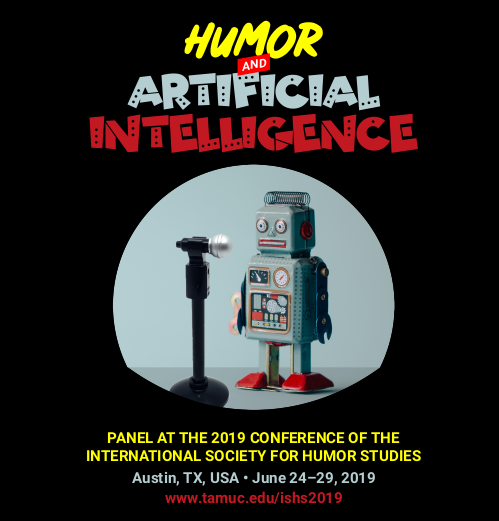 HUMOR
AND
ARTIFICIAL
INTELLIGENCE
PANEL AT THE 2019 CONFERENCE OF THE
INTERNATIONAL SOCIETY FOR HUMOR STUDIES
Austin, TX, USA • June 24–29, 2019
www.tamuc.edu/ishs2019